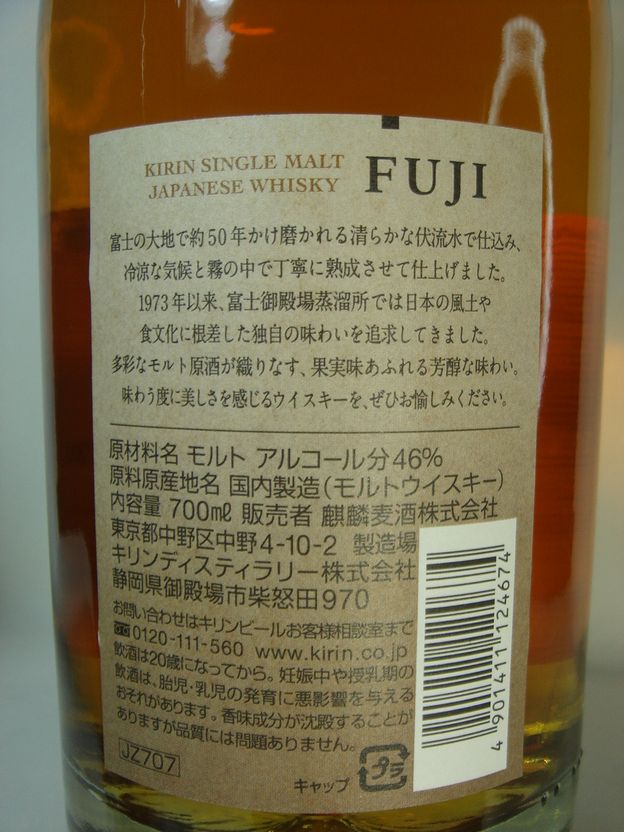 KIRIN SINGLE MALT
JAPANESE WHISKY
FUJI
富士の大地で約50年かけ磨かれる清らかな伏流水で仕込み、
冷涼な気候と霧の中で丁寧に熟成させて仕上げました。
1973年以来、富士御殿場蒸溜所では日本の風土や
食文化に根差した独自の味わいを追求してきました。
多彩なモルト原酒が織りなす、果実味あふれる芳醇な味わい。
味わう度に美しさを感じるウイスキーを、ぜひお愉しみください。
原材料名 モルト アルコール分46%
原料原産地名 国内製造(モルトウイスキー)
内容量 700mℓ 販売者 麒麟麦酒株式会社
東京都中野区中野4-10-2 製造場
キリンディスティラリー株式会社
静岡県御殿場市柴怒田970
お問い合わせはキリンビールお客様相談室まで
0120-111-560 www.kirin.co.jp
飲酒は20歳になってから。妊娠中や授乳期の
飲酒は、胎児・乳児の発育に悪影響を与える
おそれがあります。香味成分が沈殿することが
ありますが品質には問題ありません。
JZ707
キャップ
プラ
4 901411 124674